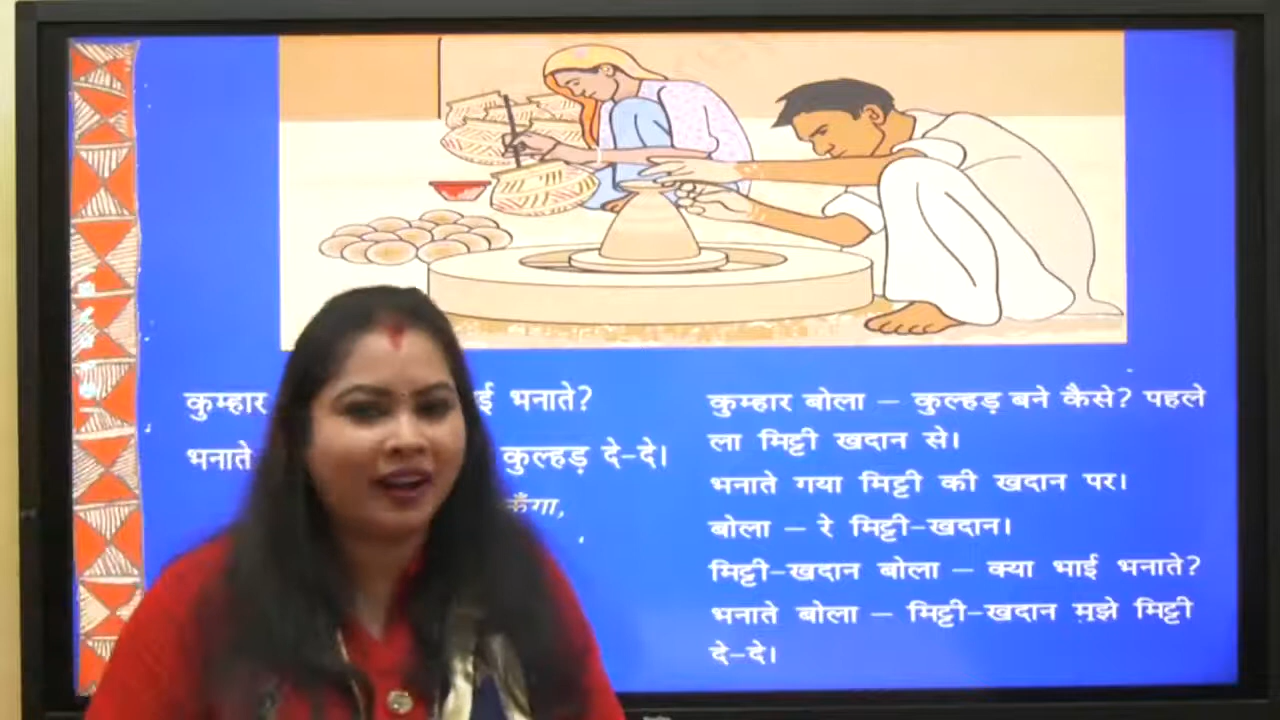 कुम्हार ई भनाते?
भनाते कुल्हड़ दे-दे।
ऊँगा,
कुम्हार बोला – कुल्हड़ बने कैसे? पहले
ला मिट्टी खदान से।
भनाते गया मिट्टी की खदान पर।
बोला – रे मिट्टी-खदान।
मिट्टी-खदान बोला – क्या भाई भनाते?
भनाते बोला – मिट्टी-खदान मुझे मिट्टी
दे-दे।